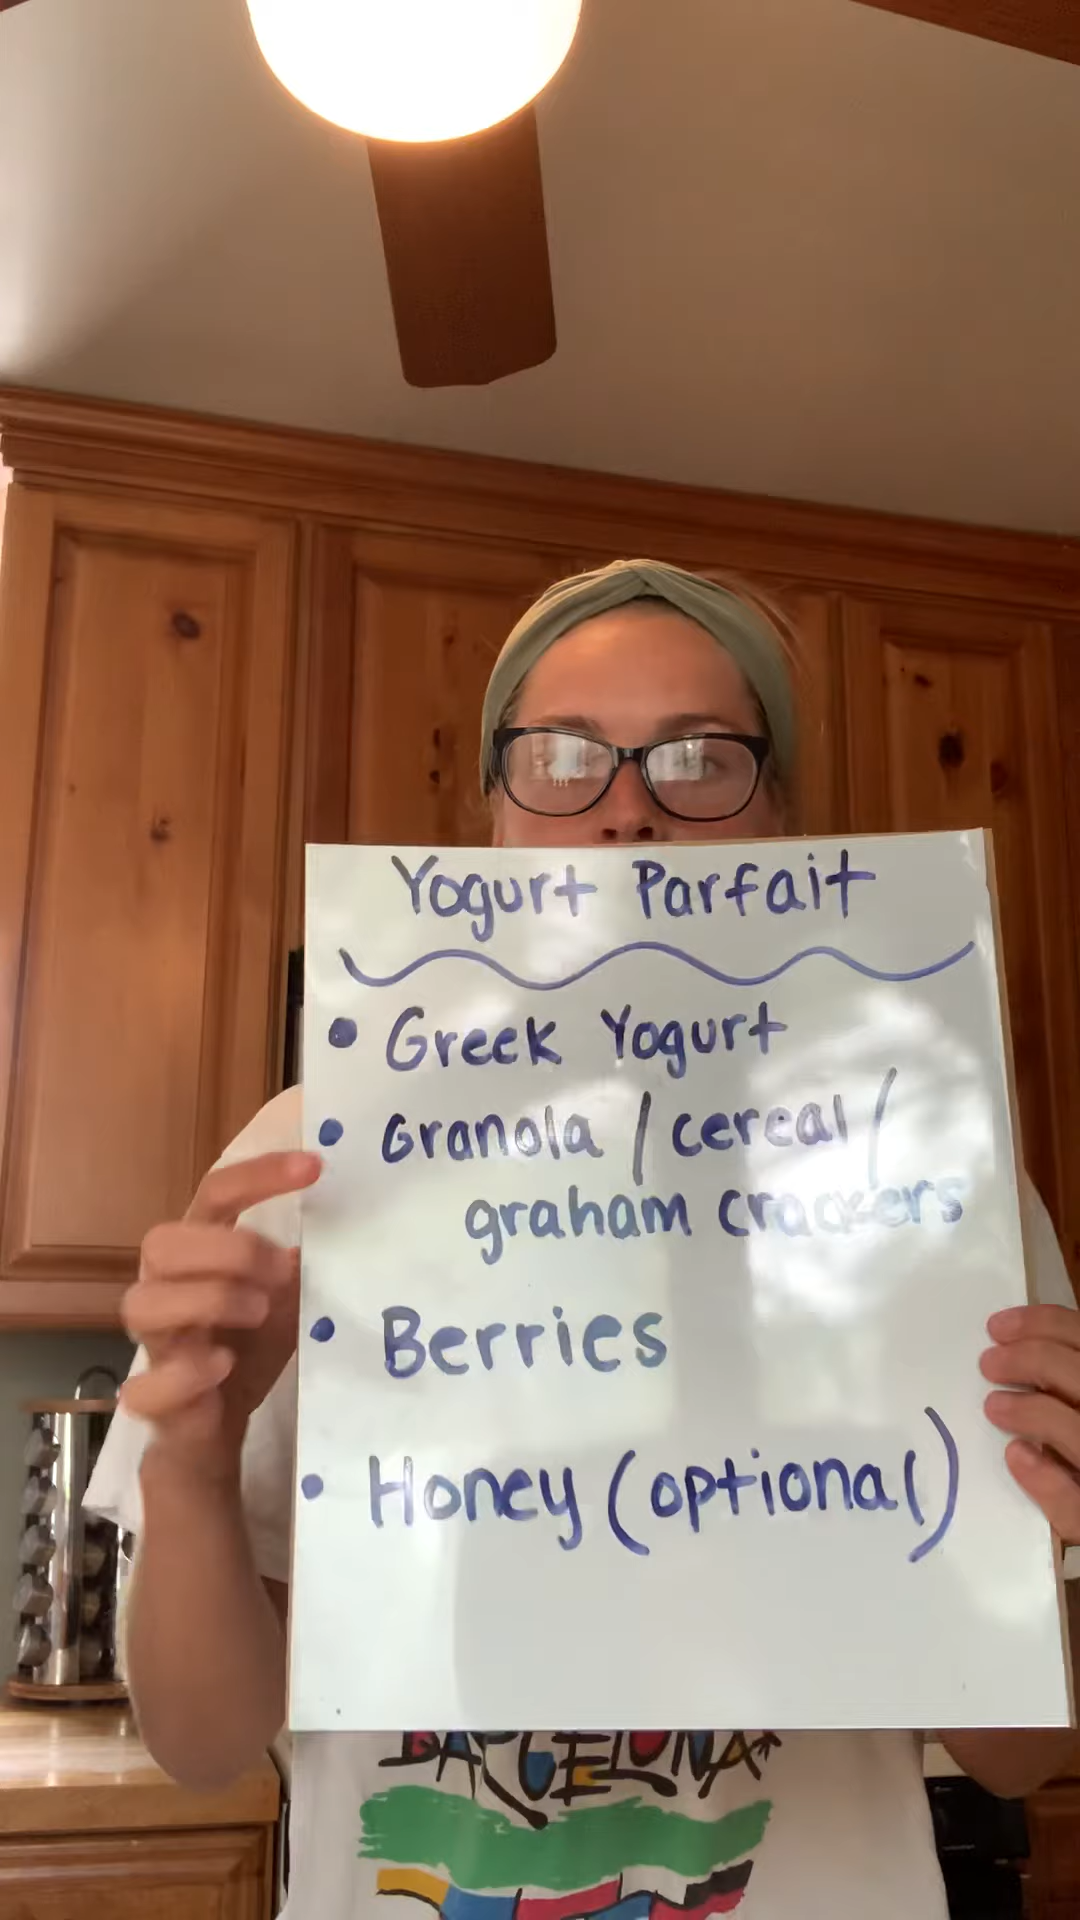 Yogurt Parfait
• Greek Yogurt
• Granola / cereal /
graham crackers
• Berries
• Honey (optional)
BARCELONA